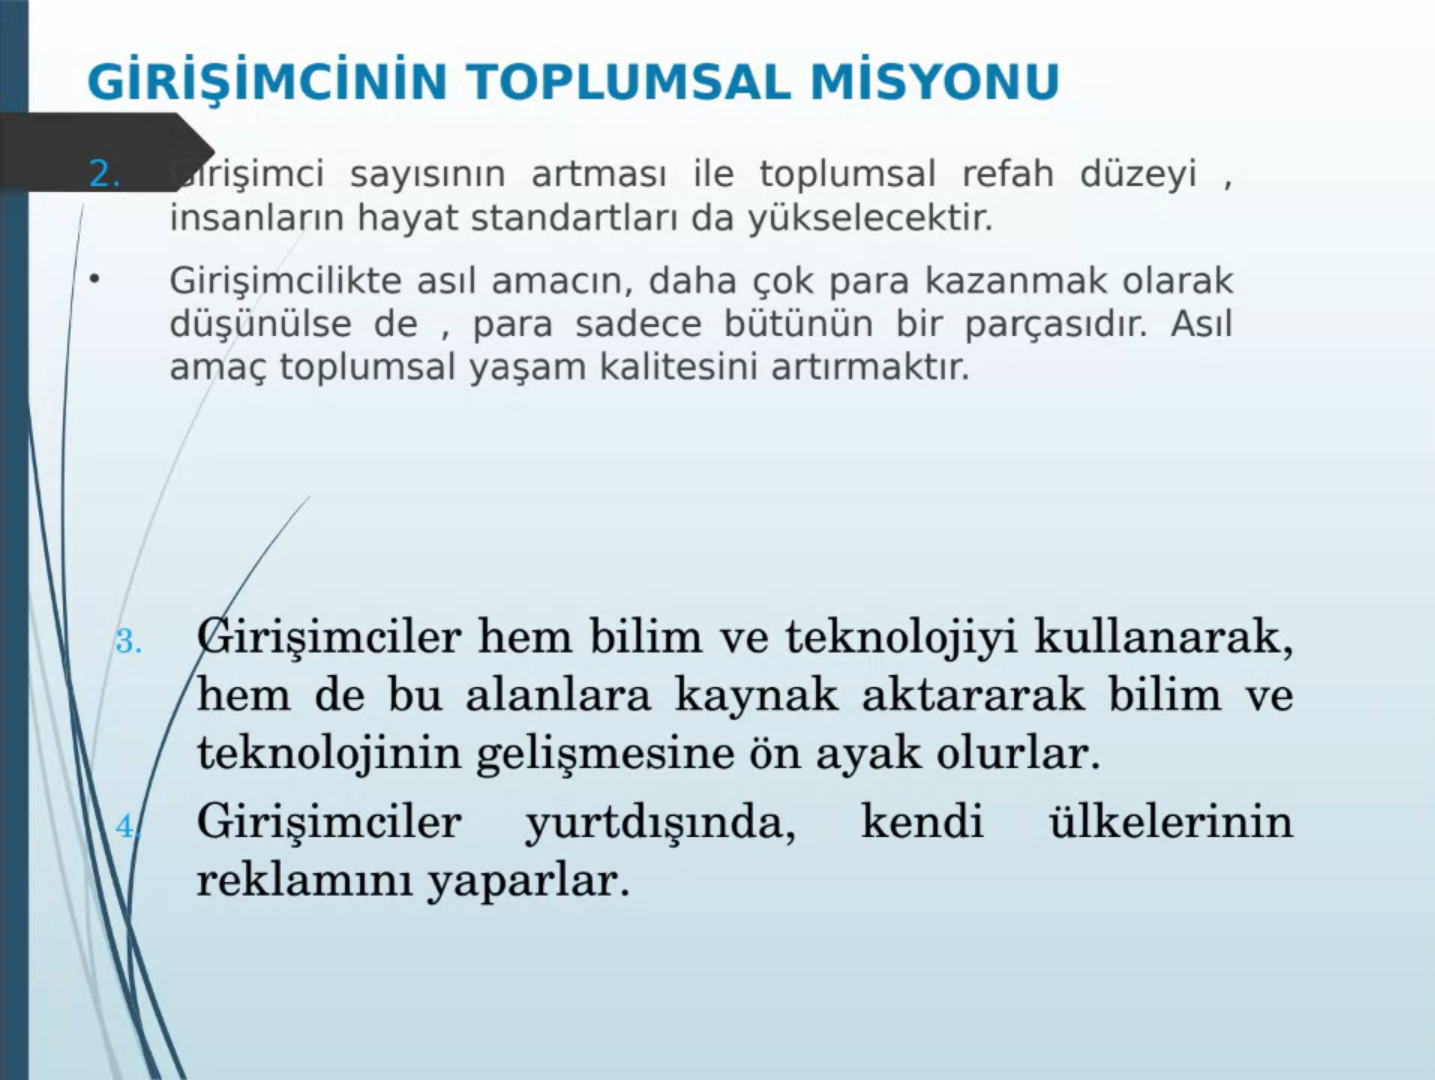 GİRİŞİMCİNİN TOPLUMSAL MİSYONU
2. Girişimci sayısının artması ile toplumsal refah düzeyi ,
insanların hayat standartları da yükselecektir.
• Girişimcilikte asıl amacın, daha çok para kazanmak olarak
düşünülse de , para sadece bütünün bir parçasıdır. Asıl
amaç toplumsal yaşam kalitesini artırmaktır.
3. Girişimciler hem bilim ve teknolojiyi kullanarak,
hem de bu alanlara kaynak aktararak bilim ve
teknolojinin gelişmesine ön ayak olurlar.
4. Girişimciler yurtdışında, kendi ülkelerinin
reklamını yaparlar.